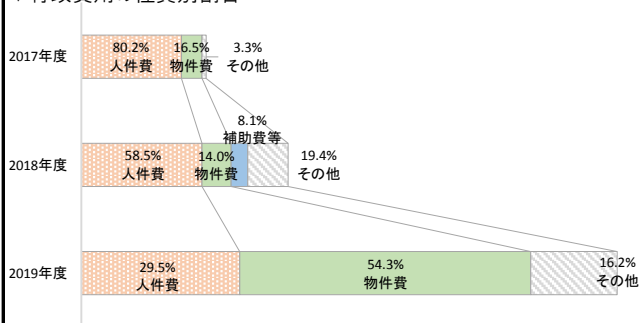 2017年度
80.2%
人件費
16.5%
物件費
3.3%
その他
2018年度
58.5%
人件費
14.0%
物件費
8.1%
補助費等
19.4%
その他
2019年度
29.5%
人件費
54.3%
物件費
16.2%
その他